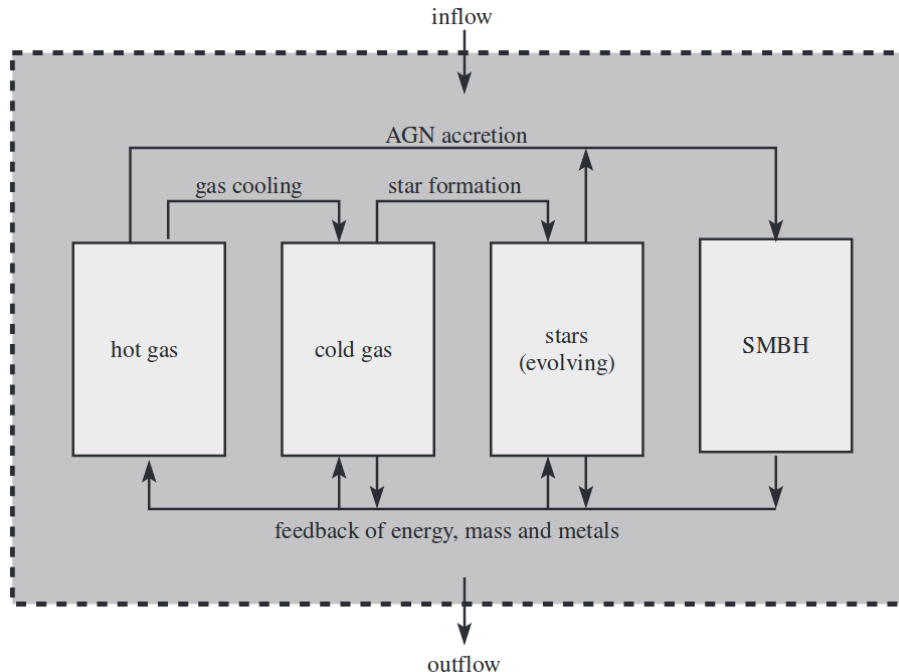 inflow
AGN accretion
gas cooling
star formation
hot gas
cold gas
stars
(evolving)
SMBH
feedback of energy, mass and metals
outflow